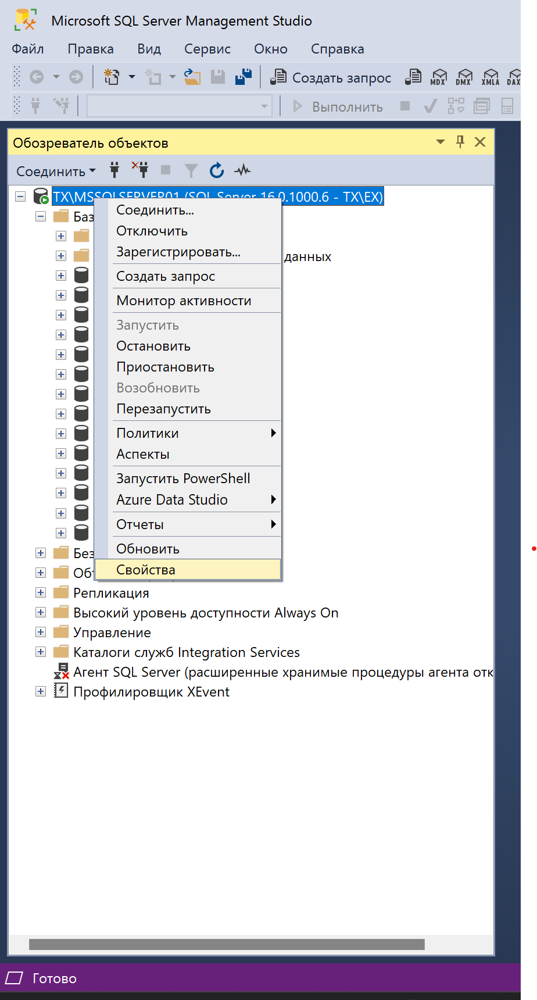 Microsoft SQL Server Management Studio
Файл Правка Вид Сервис Окно Справка
Создать запрос MDX DMX XMLA DAX
Выполнить
Обозреватель объектов
Соединить
TX\MSSQLSERVER01 (SQL Server 16.0.1000.6 - TX\EX)
Баз
данных
Соединить...
Отключить
Зарегистрировать...
Создать запрос
Монитор активности
Запустить
Остановить
Приостановить
Возобновить
Перезапустить
Политики
Аспекты
Запустить PowerShell
Azure Data Studio
Отчеты
Обновить
Свойства
Без
Об
Репликация
Высокий уровень доступности Always On
Управление
Каталоги служб Integration Services
Агент SQL Server (расширенные хранимые процедуры агента отк
Профилировщик XEvent
Готово